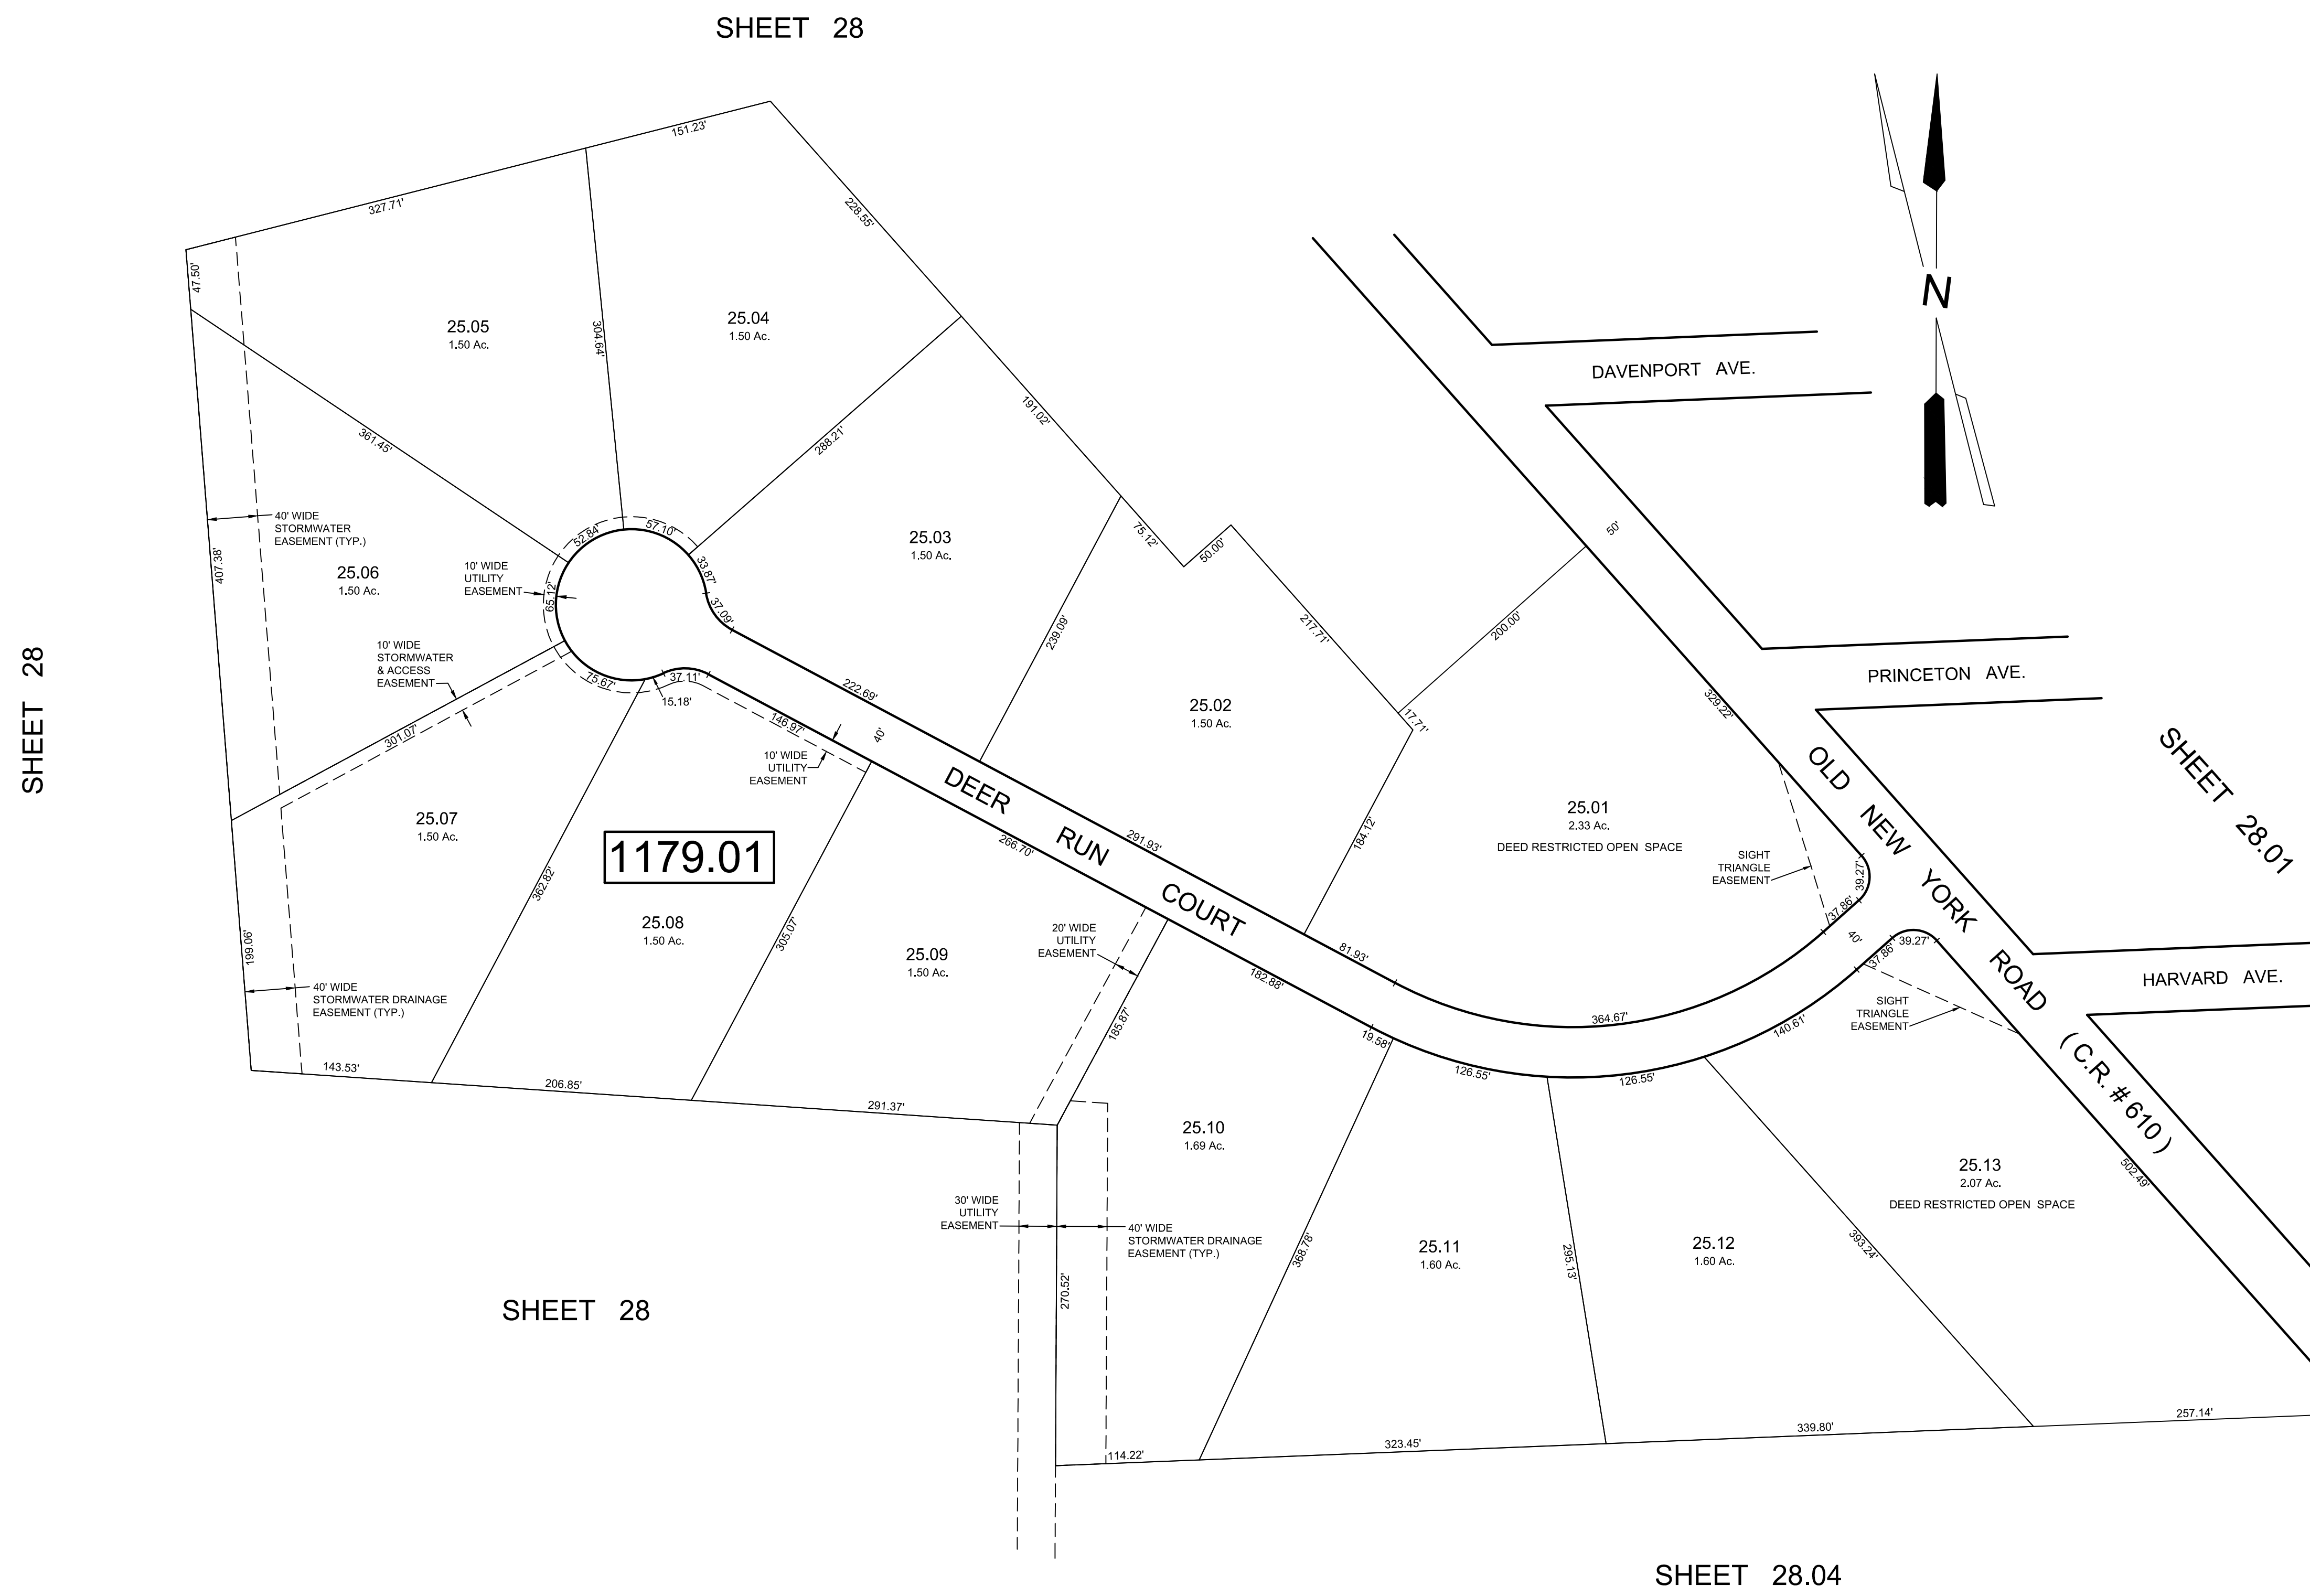 SHEET 28
151.23'
327.71'
228.55'
47.50'
25.05
1.50 Ac.
304.64'
25.04
1.50 Ac.
N
DAVENPORT AVE.
361.45'
288.21'
191.02'
40' WIDE
STORMWATER
EASEMENT (TYP.)
407.38'
25.06
1.50 Ac.
10' WIDE
UTILITY
EASEMENT
52.84'
57.10'
33.87'
65.12'
37.09'
25.03
1.50 Ac.
75.12'
50.00'
50'
239.09'
217.71'
200.00'
10' WIDE
STORMWATER
& ACCESS
EASEMENT
SHEET 28
75.67'
37.11'
15.18'
222.69'
146.97'
40'
10' WIDE
UTILITY
EASEMENT
301.07'
25.02
1.50 Ac.
17.71'
329.22'
PRINCETON AVE.
SHEET 28.01
25.07
1.50 Ac.
1179.01
362.82'
25.08
1.50 Ac.
305.07'
DEER RUN COURT
266.70'
291.93'
184.12'
25.01
2.33 Ac.
DEED RESTRICTED OPEN SPACE
SIGHT
TRIANGLE
EASEMENT
39.27'
37.86'
40'
37.86'
39.27'
OLD NEW YORK ROAD ( C.R. # 610 )
HARVARD AVE.
199.06'
40' WIDE
STORMWATER DRAINAGE
EASEMENT (TYP.)
25.09
1.50 Ac.
20' WIDE
UTILITY
EASEMENT
185.87'
182.88'
81.93'
19.58'
364.67'
140.61'
SIGHT
TRIANGLE
EASEMENT
126.55'
126.55'
143.53'
206.85'
291.37'
25.10
1.69 Ac.
25.13
2.07 Ac.
DEED RESTRICTED OPEN SPACE
502.49'
30' WIDE
UTILITY
EASEMENT
40' WIDE
STORMWATER DRAINAGE
EASEMENT (TYP.)
270.52'
368.78'
25.11
1.60 Ac.
295.13'
25.12
1.60 Ac.
393.24'
SHEET 28
114.22'
323.45'
339.80'
257.14'
SHEET 28.04